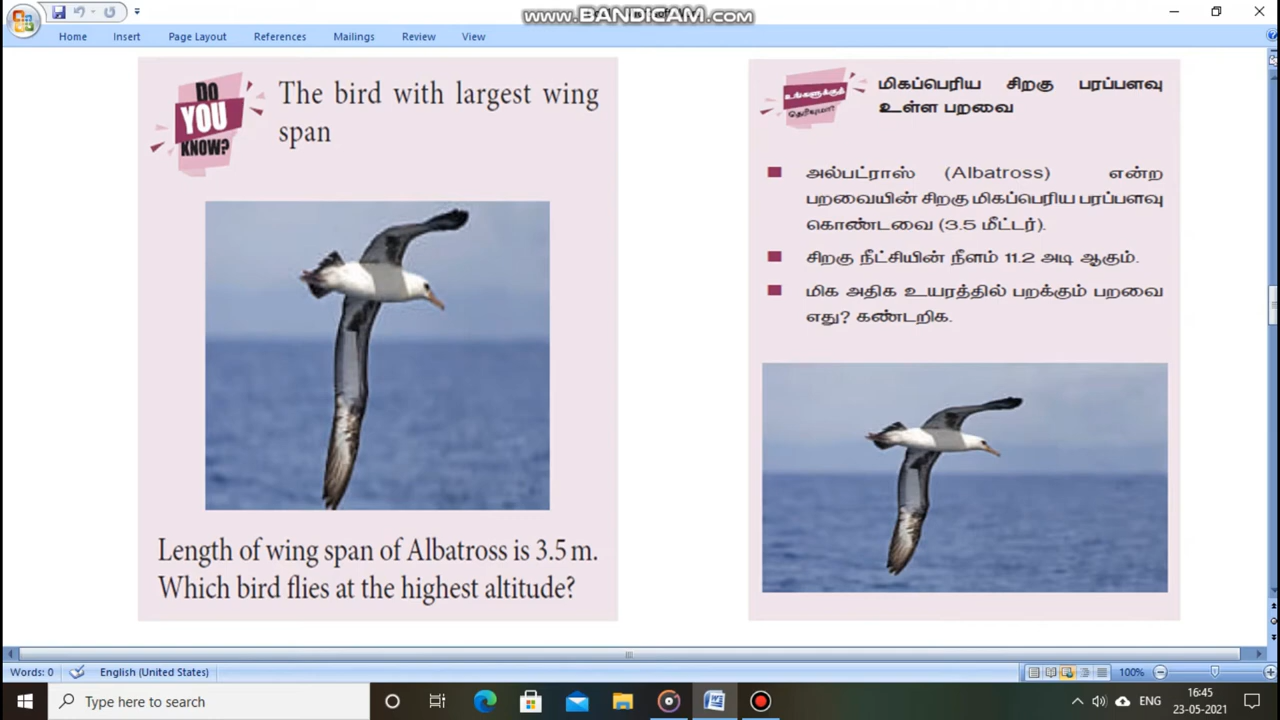 www.BANDICAM.com
Home Insert Page Layout References Mailings Review View
DO
YOU
KNOW?
The bird with largest wing
span
Length of wing span of Albatross is 3.5 m.
Which bird flies at the highest altitude?
உங்களுக்குத்
தெரியுமா?
மிகப்பெரிய சிறகு பரப்பளவு
உள்ள பறவை
அல்பட்ராஸ் (Albatross) என்ற
பறவையின் சிறகு மிகப்பெரிய பரப்பளவு
கொண்டவை (3.5 மீட்டர்).
சிறகு நீட்சியின் நீளம் 11.2 அடி ஆகும்.
மிக அதிக உயரத்தில் பறக்கும் பறவை
எது? கண்டறிக.
Words: 0 English (United States) 100%
Type here to search
ENG
16:45
23-05-2021